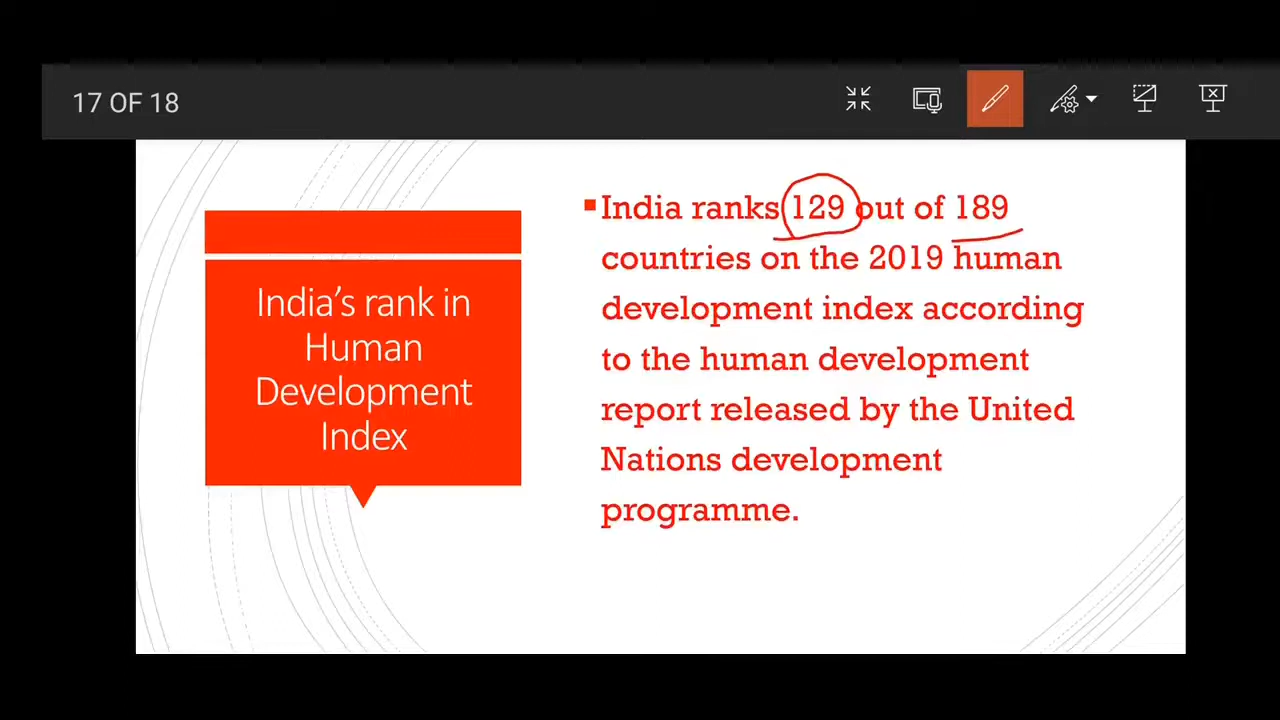 17 OF 18
India's rank in
Human
Development
Index
India ranks 129 out of 189
countries on the 2019 human
development index according
to the human development
report released by the United
Nations development
programme.